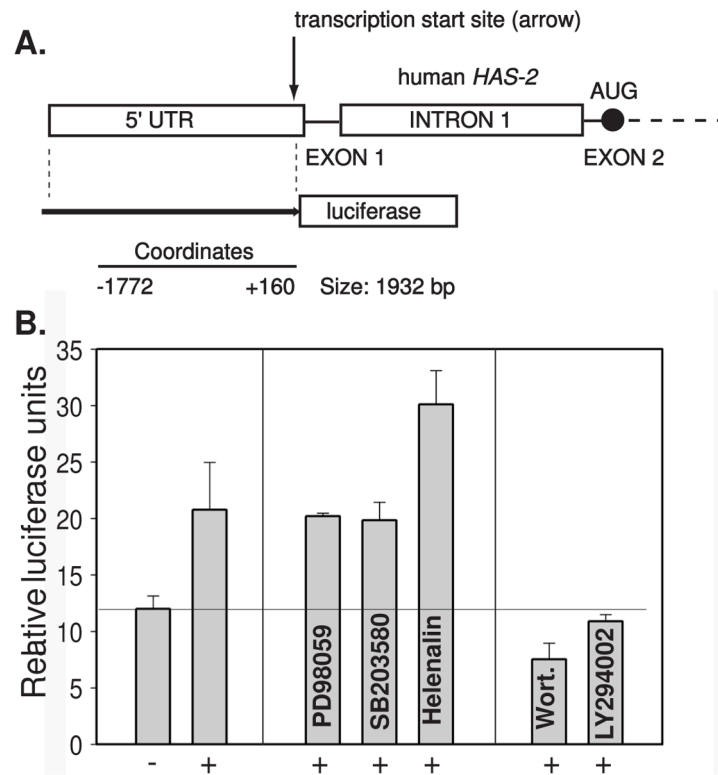 A.
transcription start site (arrow)
human HAS-2
AUG
5' UTR
INTRON 1
EXON 1
EXON 2
luciferase
Coordinates
-1772
+160
Size: 1932 bp
B.
Relative luciferase units
35
30
25
20
15
10
5
0
PD98059
SB203580
Helenalin
Wort.
LY294002
- + + + + + +